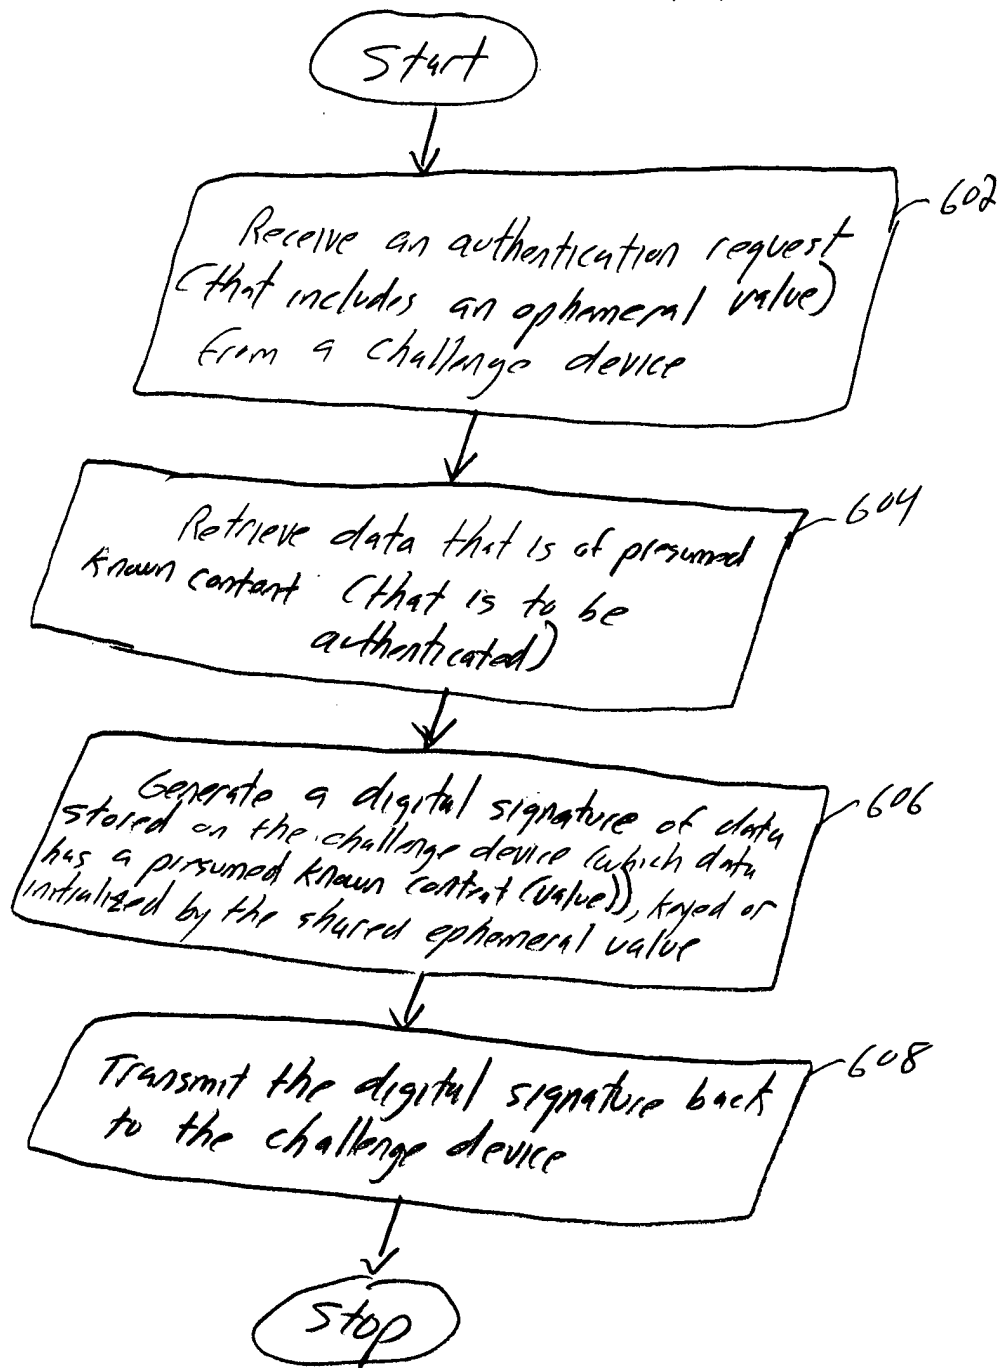 Start
602
Receive an authentication request
(that includes an ephemeral value)
from a challenge device
604
Retrieve data that is of presumed
known content (that is to be
authenticated)
606
Generate a digital signature of data
stored on the challenge device (which data
has a presumed known content (value)), keyed or
initialized by the shared ephemeral value
608
Transmit the digital signature back
to the challenge device
Stop